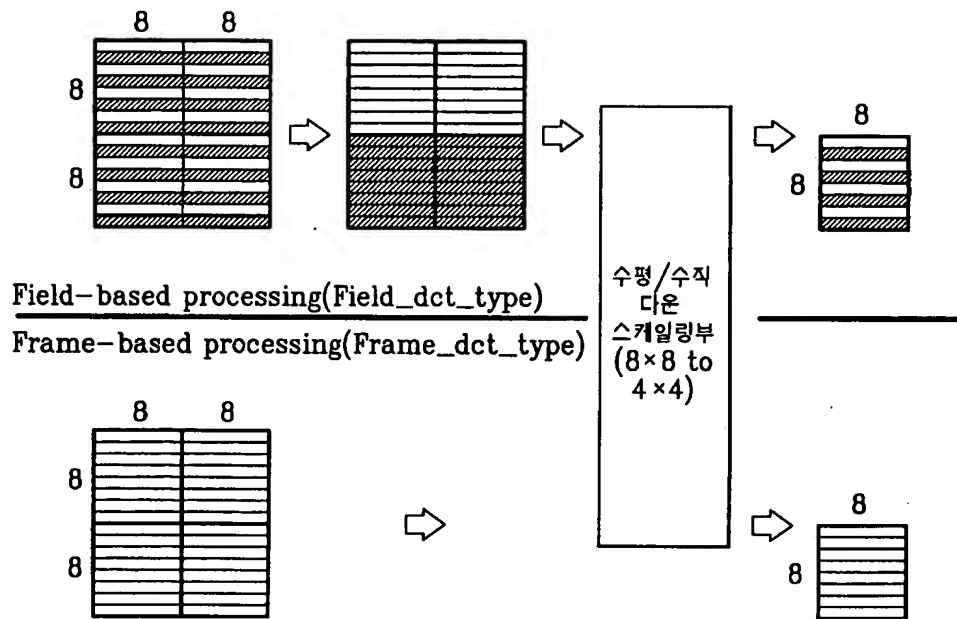 8 8
8
8
8
8
Field-based processing(Field_dct_type)
Frame-based processing(Frame_dct_type)
수평/수직
다운
스케일링부
(8×8 to
4×4)
8 8
8
8
8
8